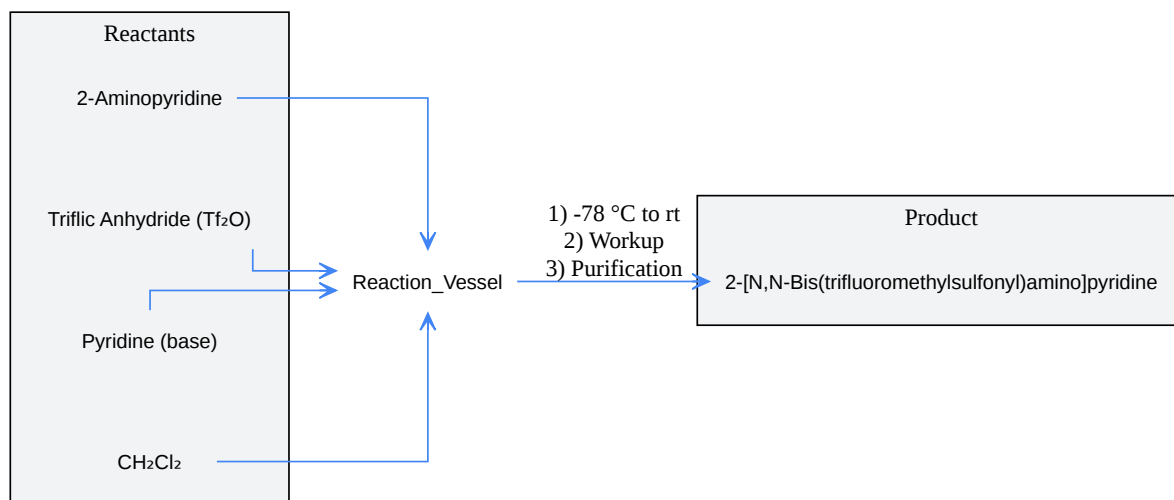 Reactants
2-Aminopyridine
Triflic Anhydride (Tf₂O)
Pyridine (base)
CH₂Cl₂
Reaction_Vessel
1) -78 °C to rt
2) Workup
3) Purification
Product
2-[N,N-Bis(trifluoromethylsulfonyl)amino]pyridine